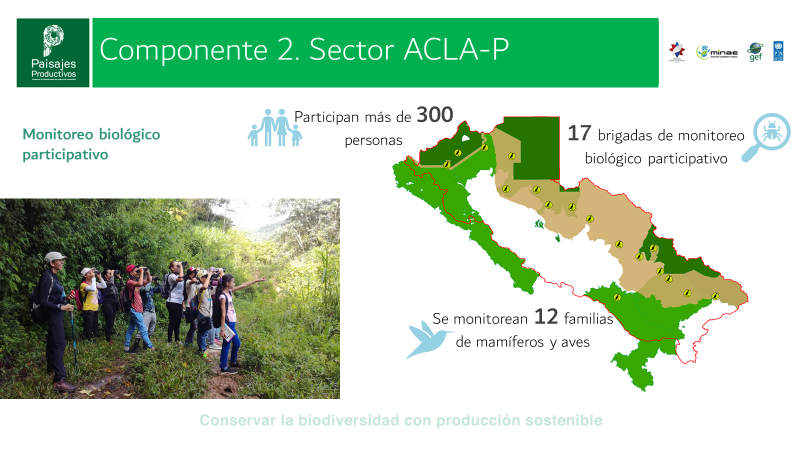 Paisajes
Productivos
Componente 2. Sector ACLA-P
minae
gef
Monitoreo biológico
participativo
Participan más de 300
personas
17 brigadas de monitoreo
biológico participativo
Se monitorean 12 familias
de mamíferos y aves
Conservar la biodiversidad con producción sostenible